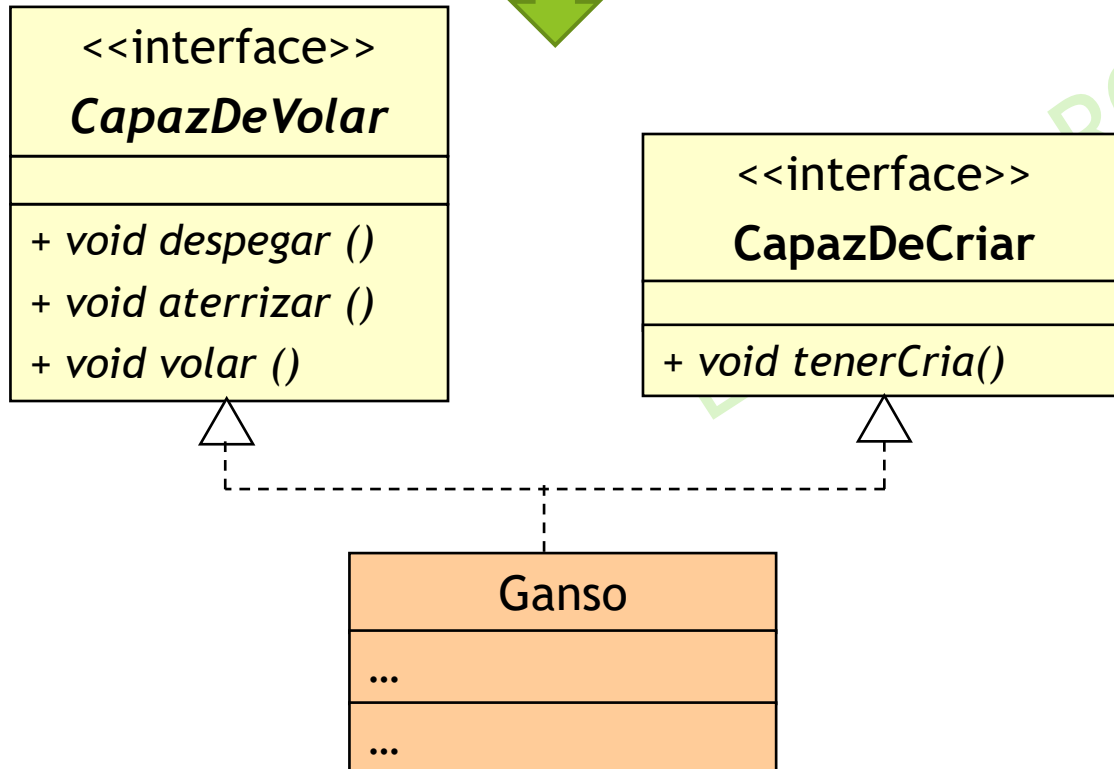 <<interface>>
CapazDeVolar
+ void despegar ()
+ void aterrizar ()
+ void volar ()
<<interface>>
CapazDeCriar
+ void tenerCria()
Ganso
...
...